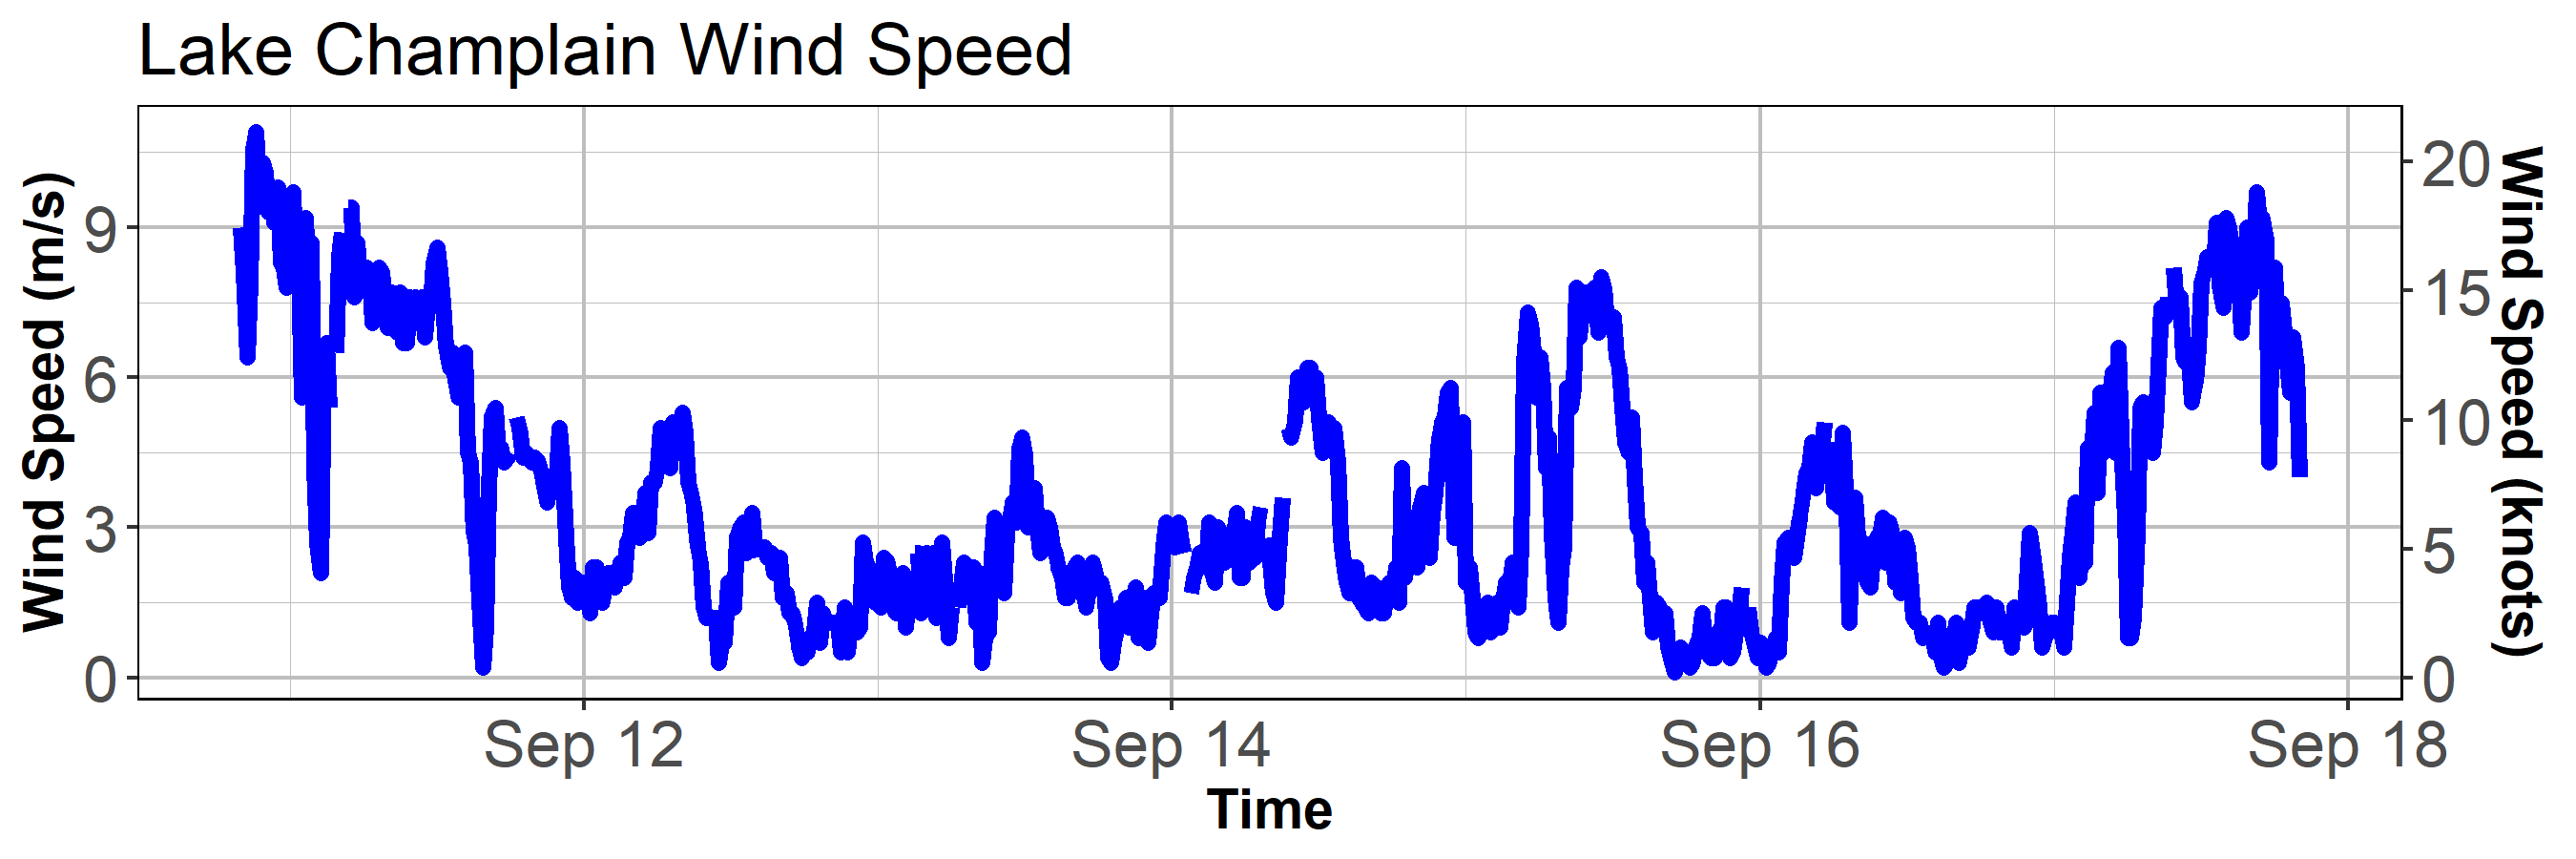 Lake Champlain Wind Speed
Wind Speed (m/s)
9
6
3
0
20
15
10
5
0
Wind Speed (knots)
Sep 12 Sep 14 Sep 16 Sep 18
Time